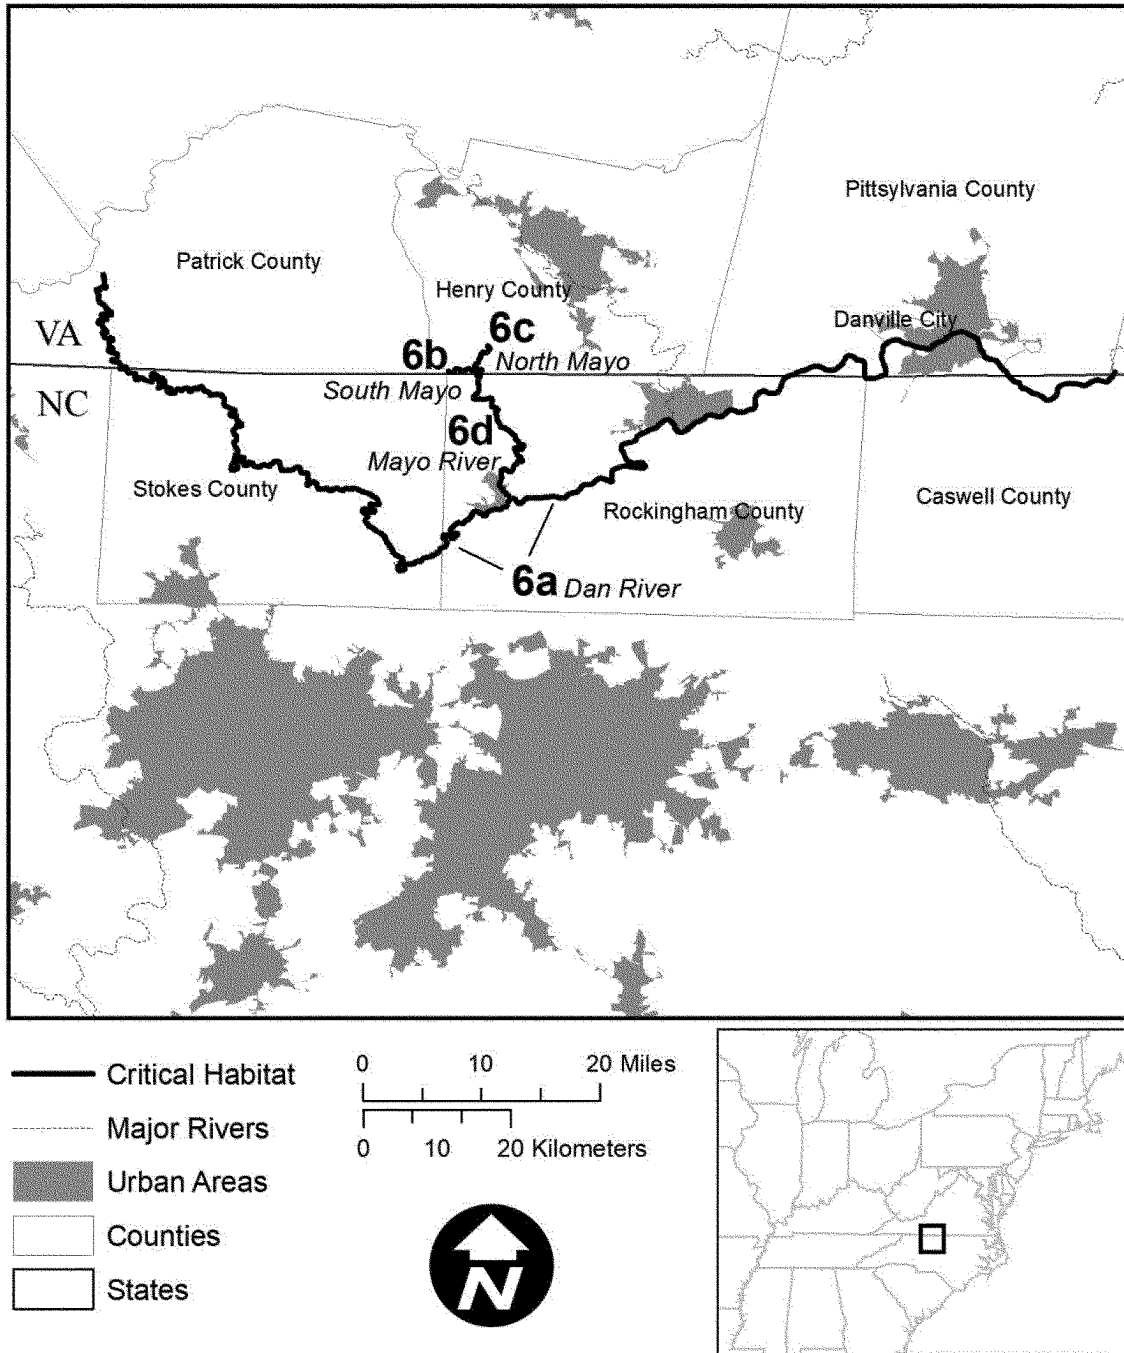 Pittsylvania County
Patrick County
Henry County
Danville City
VA
6c
6b
North Mayo
South Mayo
NC
6d
Mayo River
Stokes County
Caswell County
Rockingham County
6a Dan River
Critical Habitat
Major Rivers
Urban Areas
Counties
States
0 10 20 Miles
0 10 20 Kilometers
N